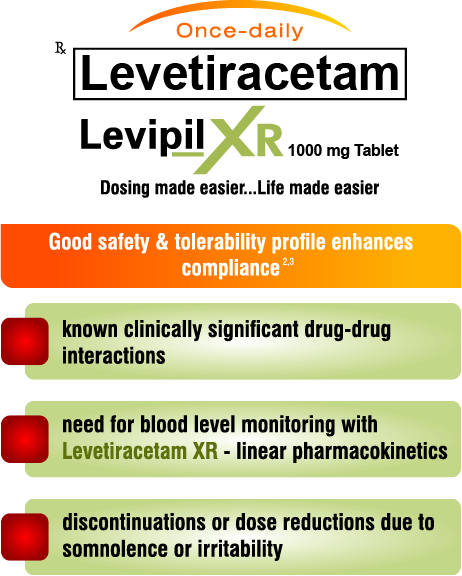 Once-daily
℞
Levetiracetam
Levipil XR 1000 mg Tablet
Dosing made easier...Life made easier
Good safety & tolerability profile enhances
compliance 2,3
known clinically significant drug-drug
interactions
need for blood level monitoring with
Levetiracetam XR - linear pharmacokinetics
discontinuations or dose reductions due to
somnolence or irritability